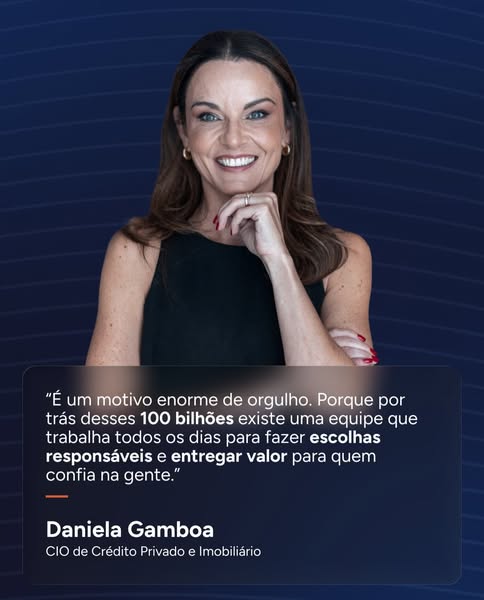 “É um motivo enorme de orgulho. Porque por
trás desses 100 bilhões existe uma equipe que
trabalha todos os dias para fazer escolhas
responsáveis e entregar valor para quem
confia na gente.”
Daniela Gamboa
CIO de Crédito Privado e Imobiliário